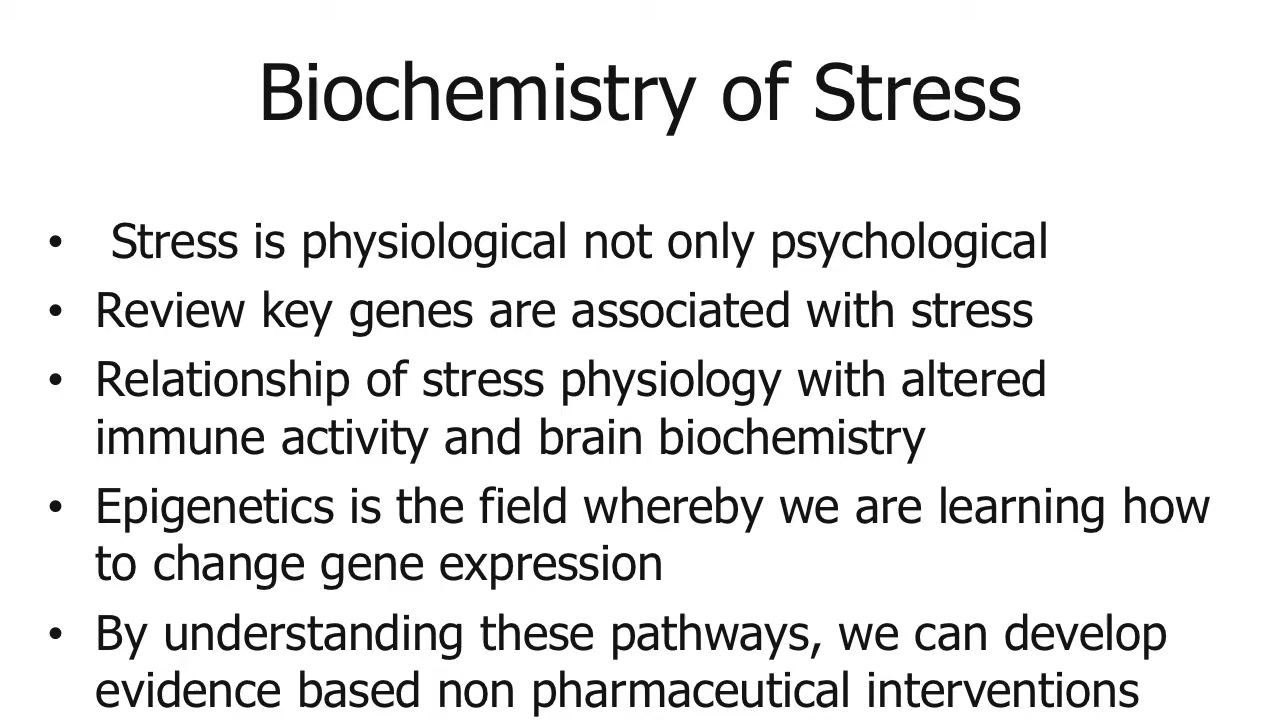 Biochemistry of Stress
• Stress is physiological not only psychological
• Review key genes are associated with stress
• Relationship of stress physiology with altered
immune activity and brain biochemistry
• Epigenetics is the field whereby we are learning how
to change gene expression
• By understanding these pathways, we can develop
evidence based non pharmaceutical interventions